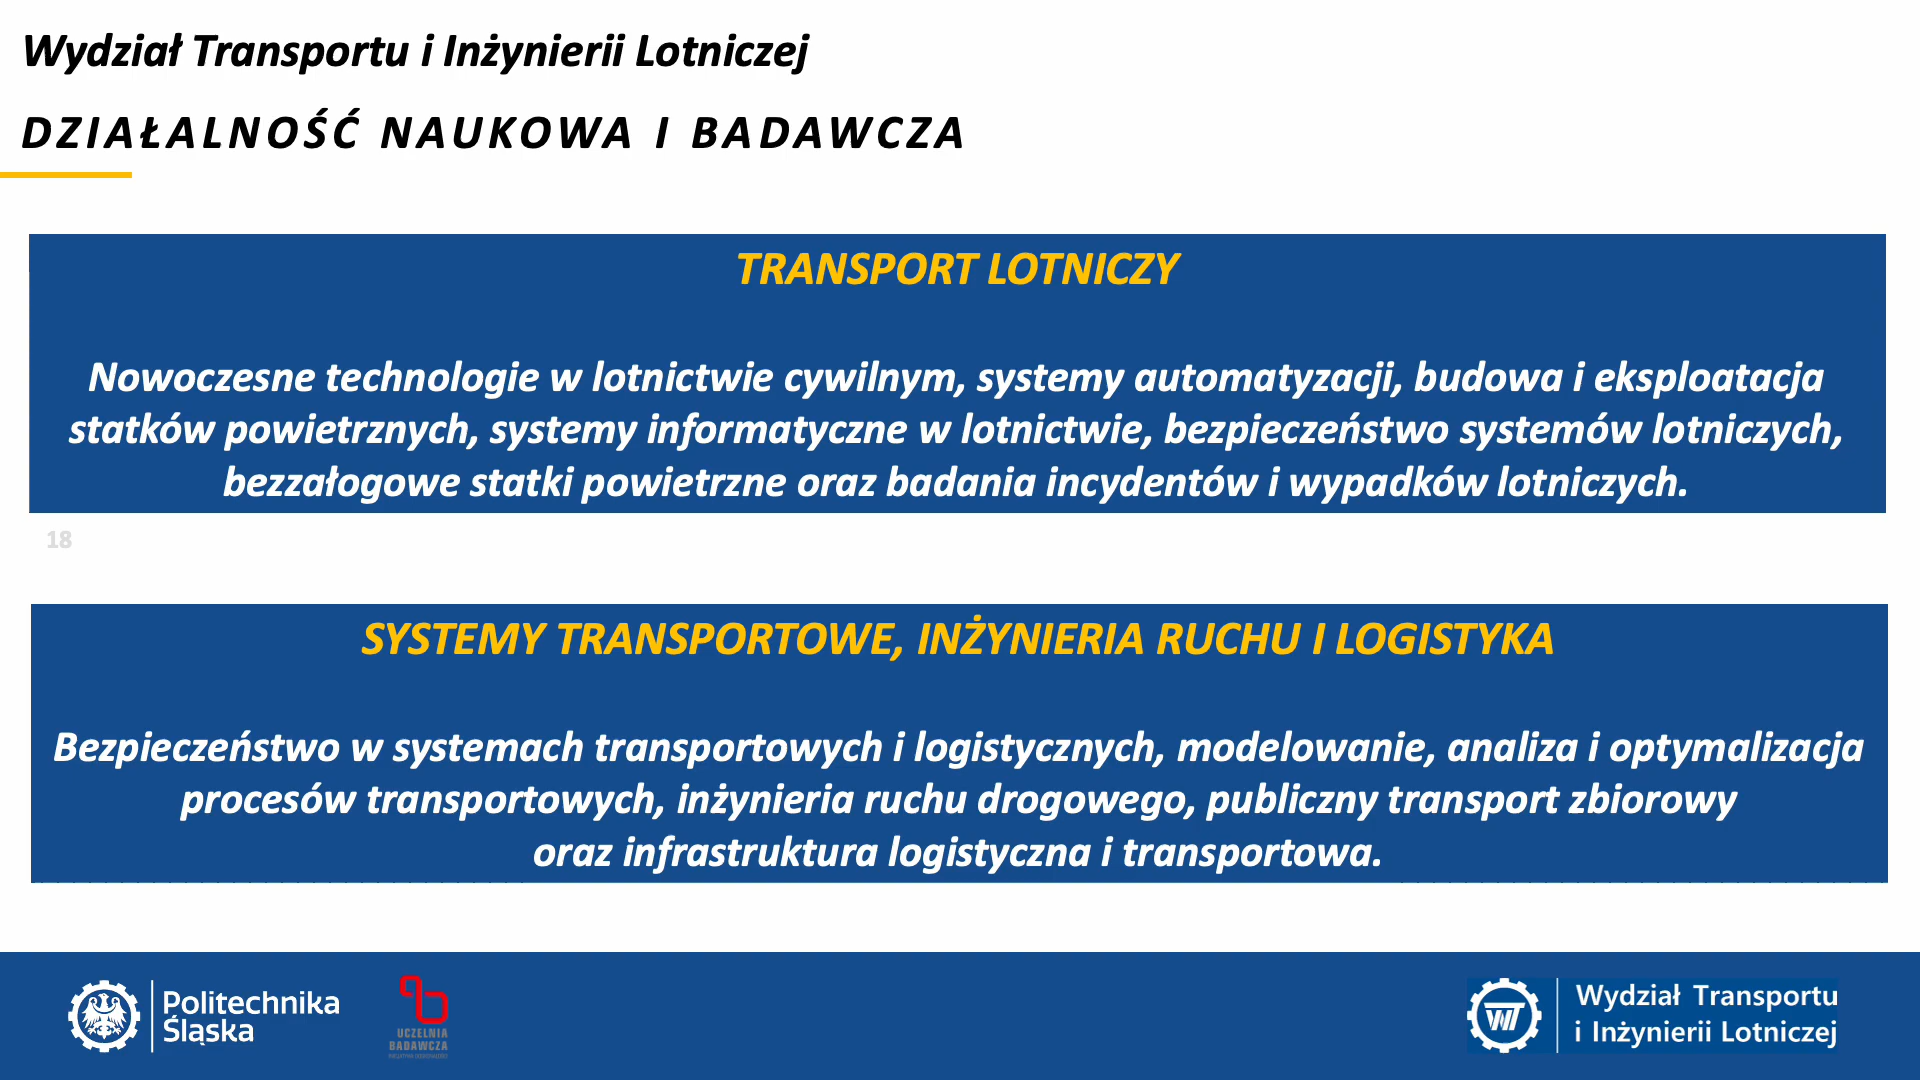 Wydział Transportu i Inżynierii Lotniczej
DZIAŁALNOŚĆ NAUKOWA I BADAWCZA
TRANSPORT LOTNICZY
Nowoczesne technologie w lotnictwie cywilnym, systemy automatyzacji, budowa i eksploatacja
statków powietrznych, systemy informatyczne w lotnictwie, bezpieczeństwo systemów lotniczych,
bezzałogowe statki powietrzne oraz badania incydentów i wypadków lotniczych.
18
SYSTEMY TRANSPORTOWE, INŻYNIERIA RUCHU I LOGISTYKA
Bezpieczeństwo w systemach transportowych i logistycznych, modelowanie, analiza i optymalizacja
procesów transportowych, inżynieria ruchu drogowego, publiczny transport zbiorowy
oraz infrastruktura logistyczna i transportowa.
Politechnika
Śląska
UCZELNIA
BADAWCZA
WT
Wydział Transportu
i Inżynierii Lotniczej